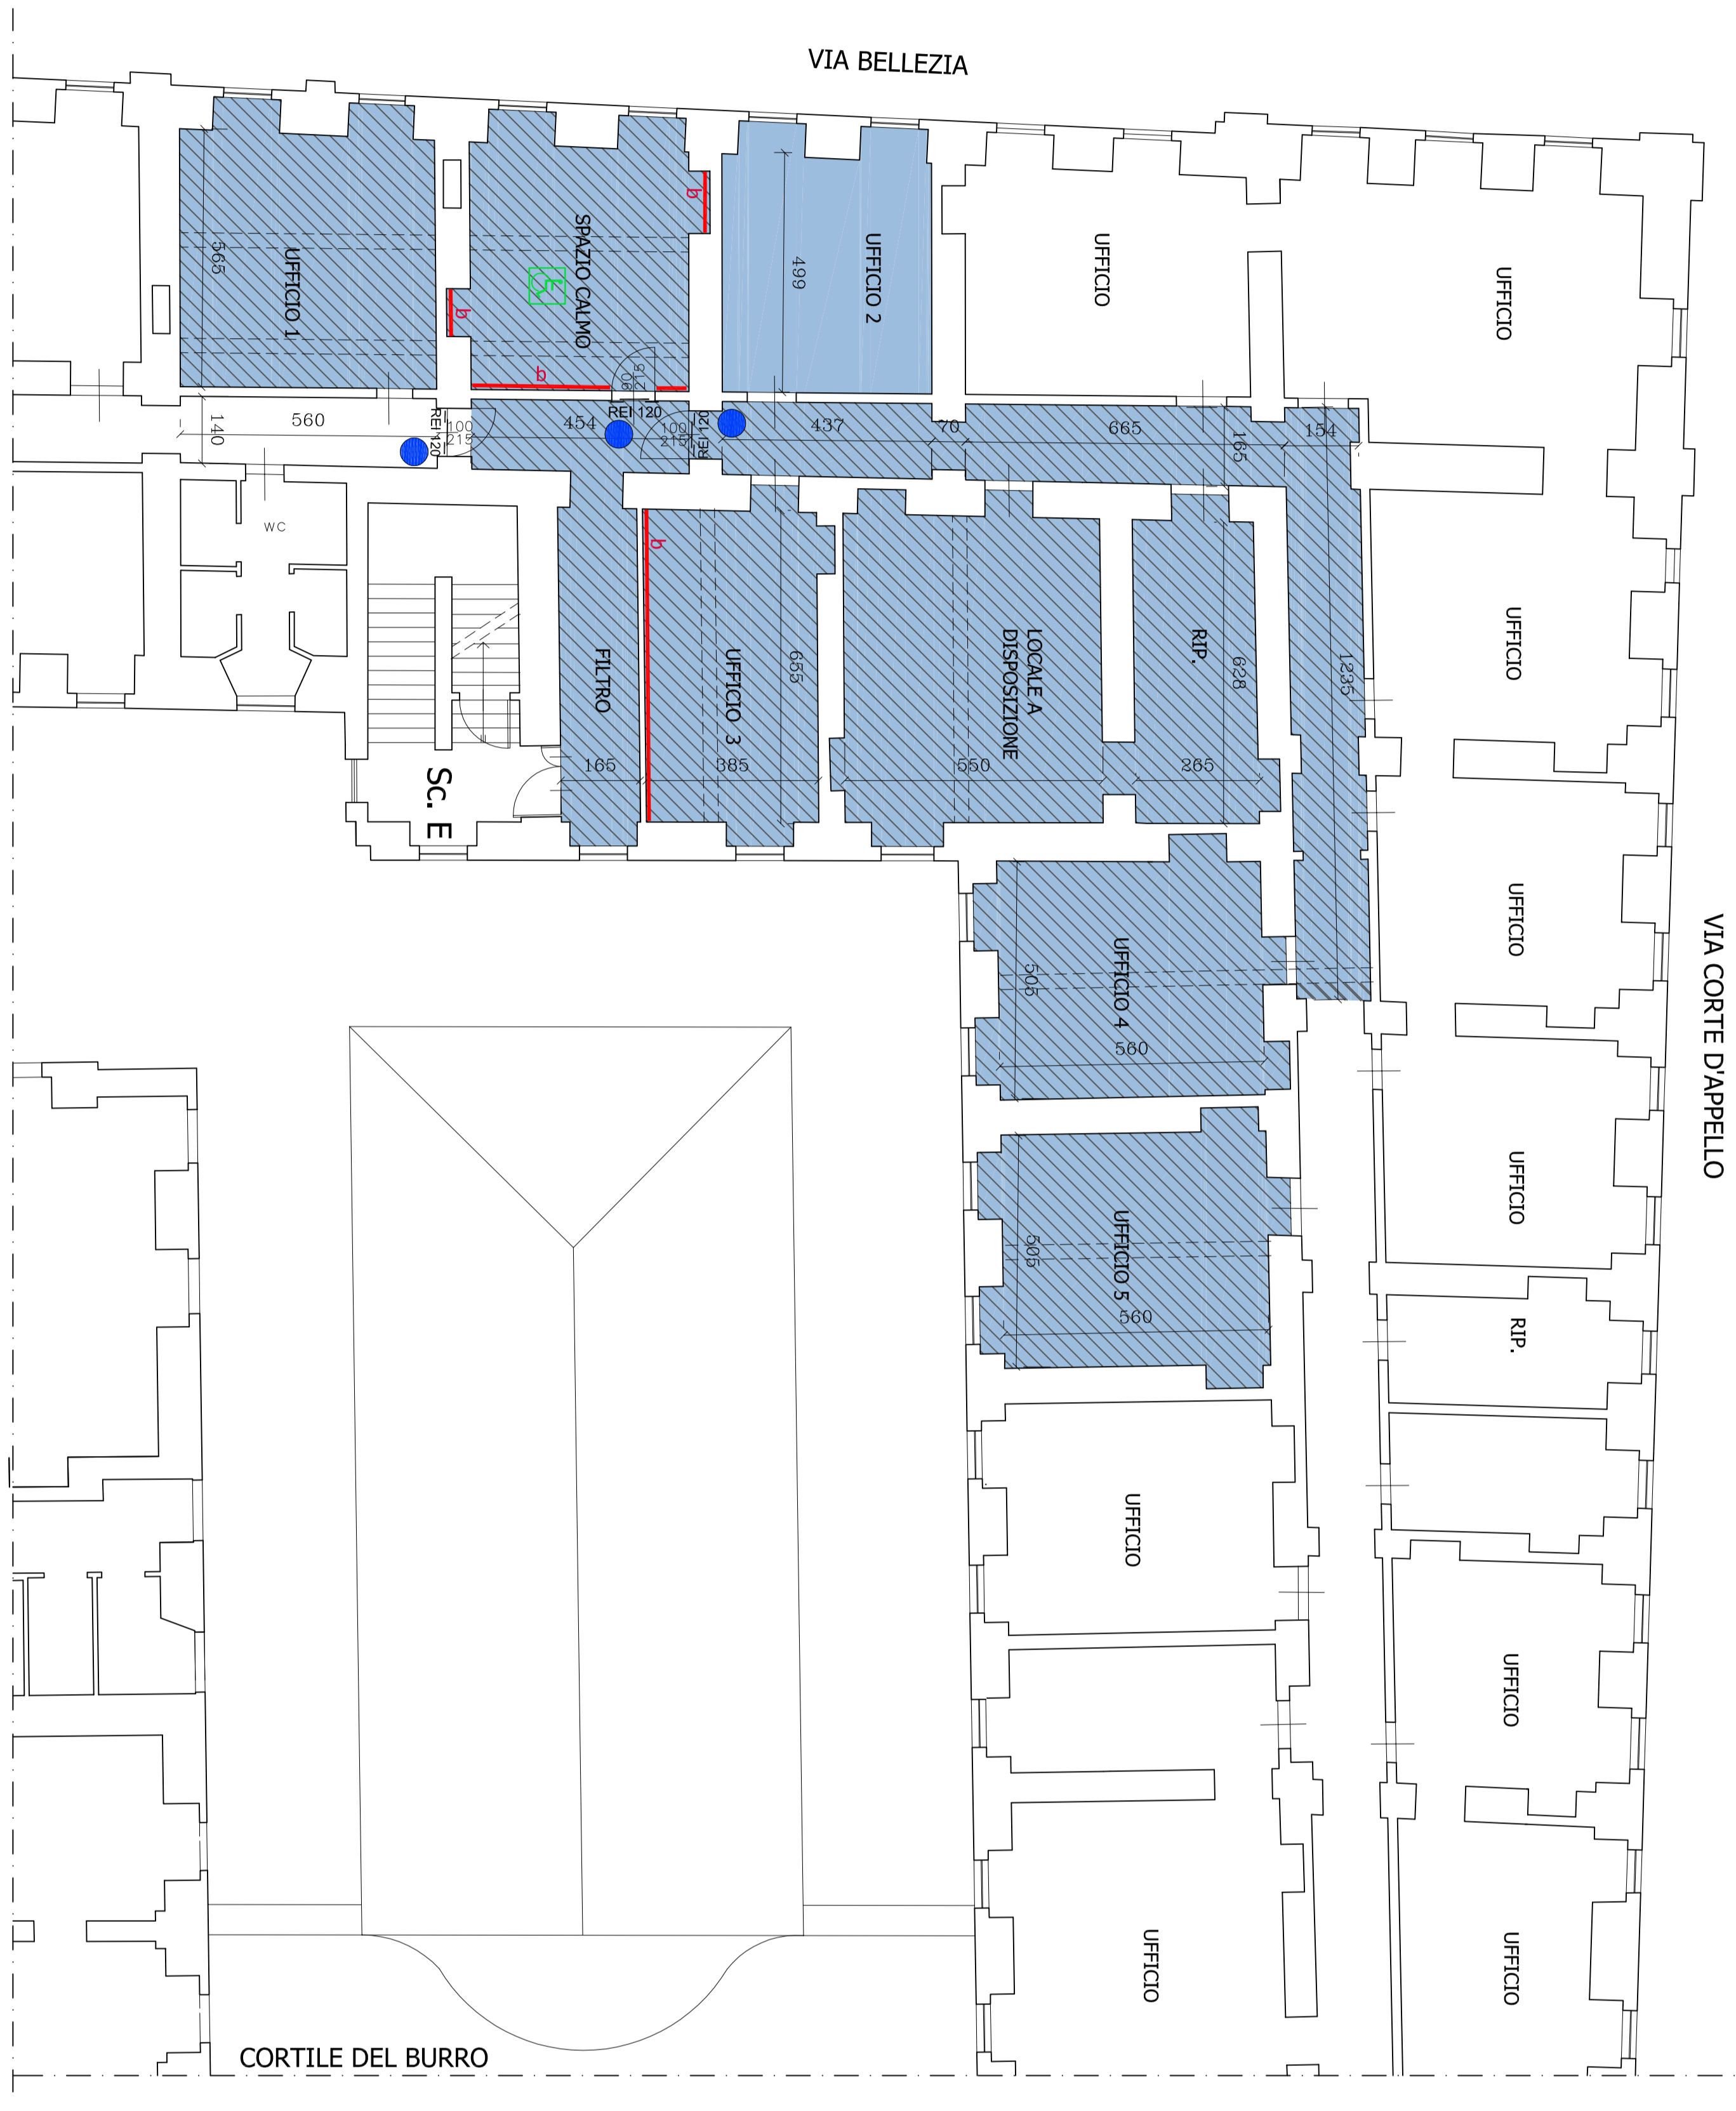 VIA BELLEZIA
UFFICIO 1
565
SPAZIO CALMO
b
b
b
UFFICIO 2
499
UFFICIO
UFFICIO
90
215
REI 120
140
560
REI 120
100
215
454
100
215
REI 120
437
70
665
165
154
WC
b
FILTRO
165
UFFICIO 3
655
385
LOCALE A
DISPOSIZIONE
550
RIP.
628
265
1235
UFFICIO
Sc. E
UFFICIO 4
505
560
UFFICIO
VIA CORTE D'APPELLO
UFFICIO 5
505
560
UFFICIO
RIP.
UFFICIO
UFFICIO
UFFICIO
UFFICIO
CORTILE DEL BURRO